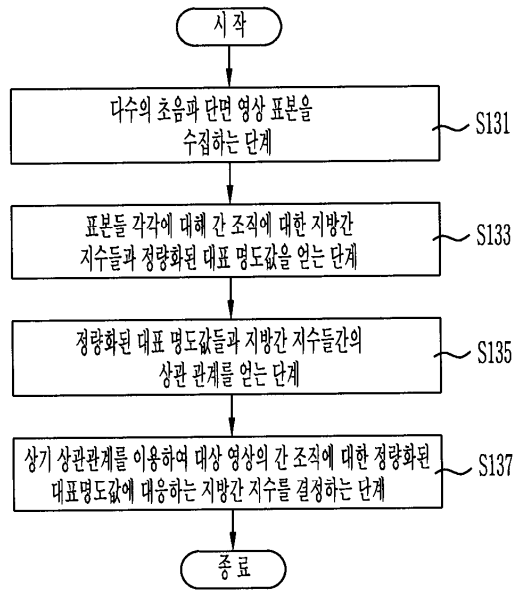 시작
다수의 초음파 단면 영상 표본을
수집하는 단계
S131
표본들 각각에 대해 간 조직에 대한 지방간
지수들과 정량화된 대표 명도값을 얻는 단계
S133
정량화된 대표 명도값들과 지방간 지수들간의
상관 관계를 얻는 단계
S135
상기 상관관계를 이용하여 대상 영상의 간 조직에 대한 정량화된
대표명도값에 대응하는 지방간 지수를 결정하는 단계
S137
종료